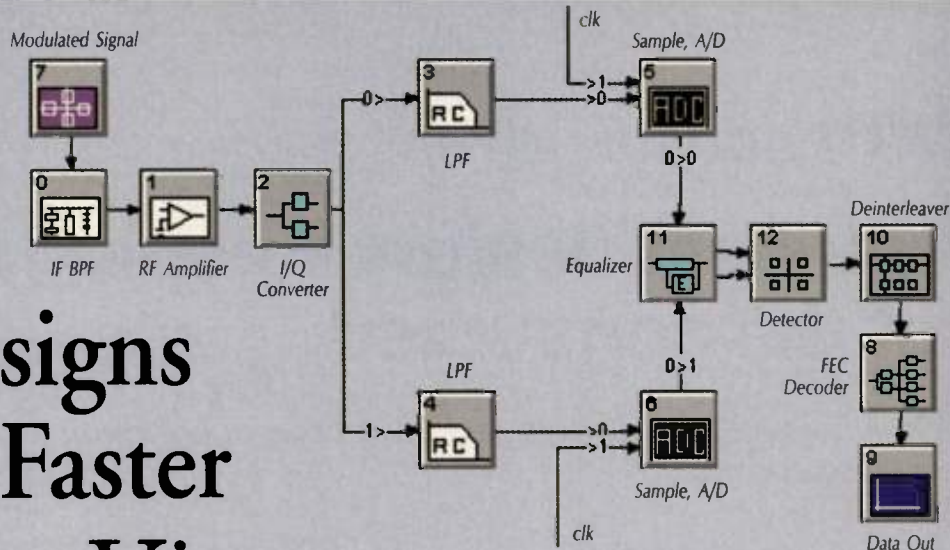 clk
Modulated Signal
Sample, A/D
7
3
5
RC
ADC
0>
>1
>0
LPF
0>0
0
1
2
Deinterleaver
11
12
10
Equalizer
E
IF BPF
RF Amplifier
I/Q
Converter
Detector
signs
Faster
LPF
0>1
8
FEC
Decoder
4
6
RC
ADC
1>
>0
>1
9
Sample, A/D
clk
Data Out